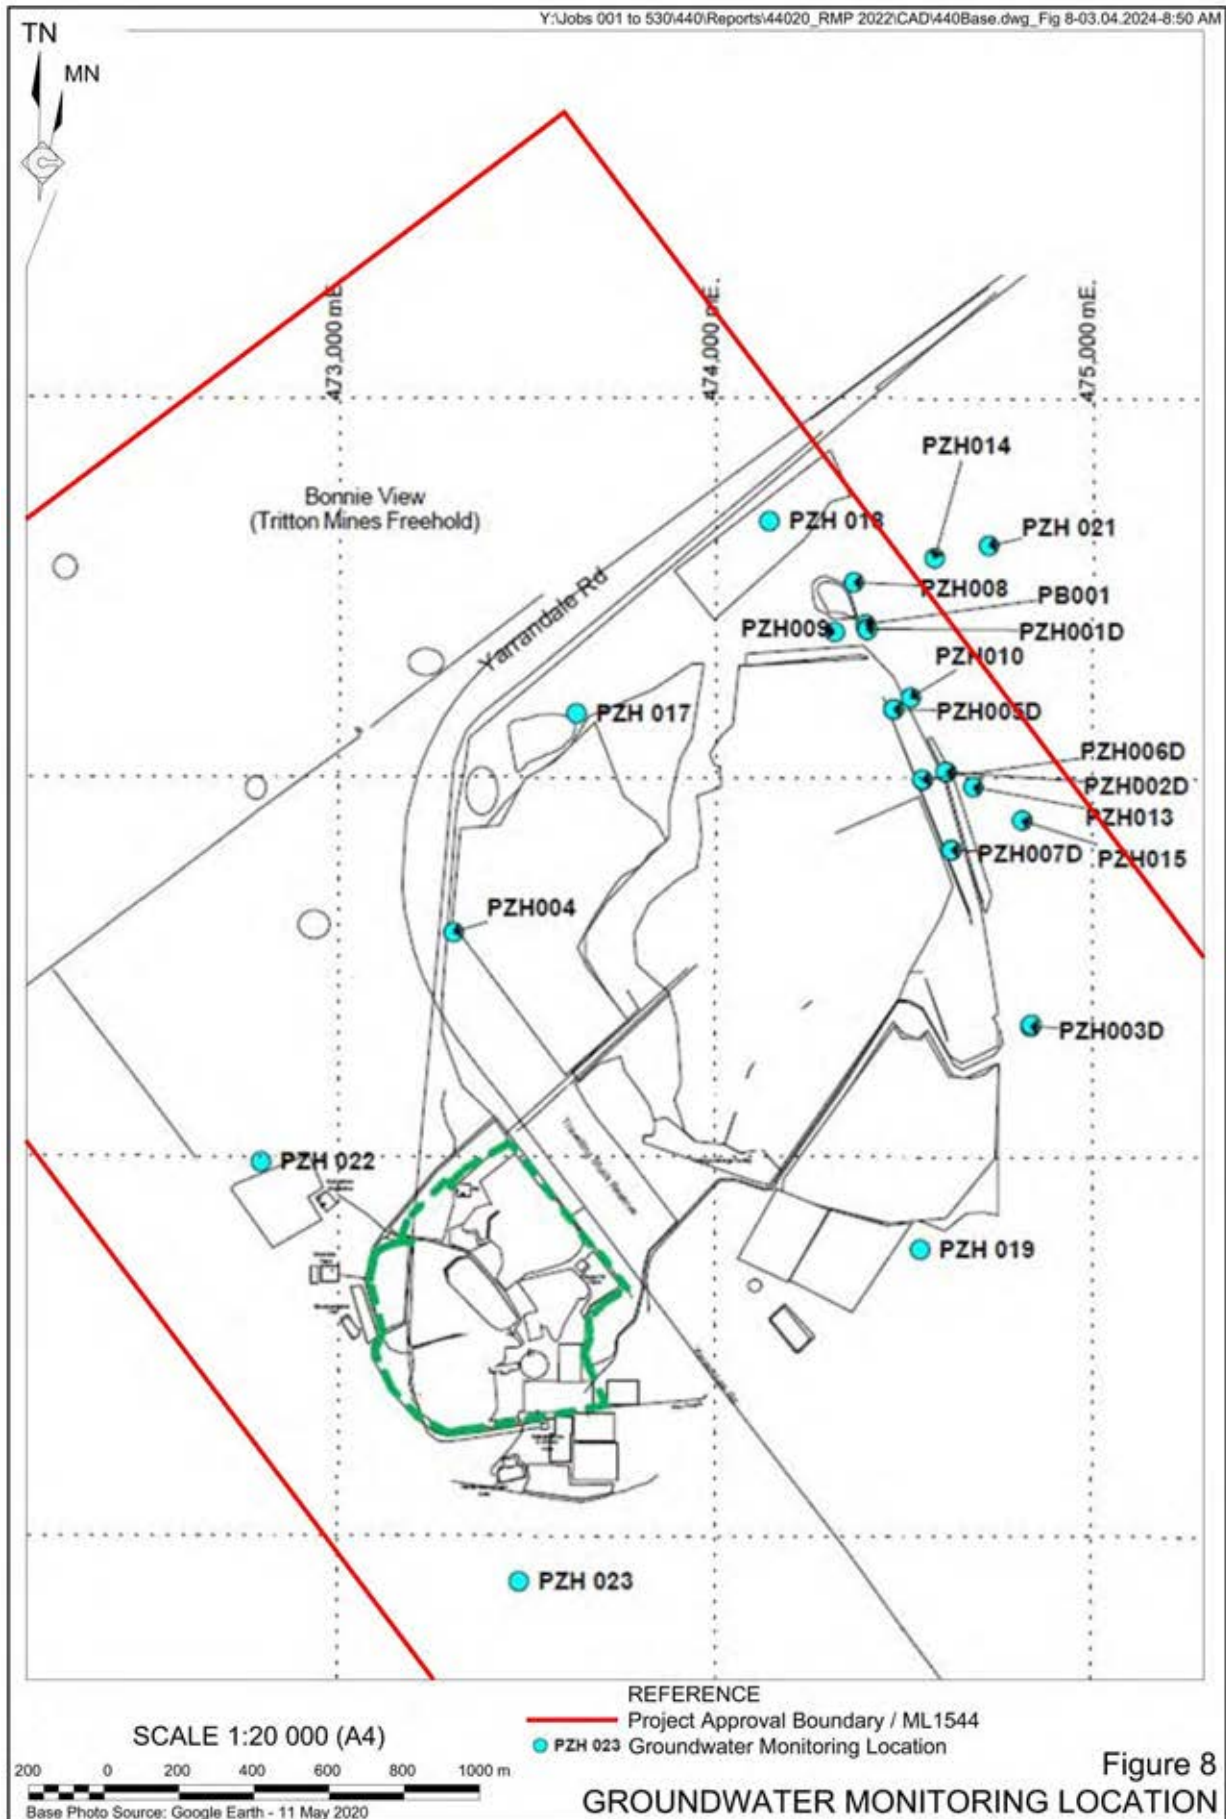 Y:\Jobs 001 to 530\440\Reports\44020_RMP 2022\CAD\440Base.dwg_Fig 8-03.04.2024-8:50 AM
TN
MN
473,000 mE.
474,000 mE.
475,000 mE.
PZH014
Bonnie View
(Tritton Mines Freehold)
PZH 018
PZH 021
PZH008
PB001
Yarrandale Rd
PZH009
PZH001D
PZH010
PZH 017
PZH005D
PZH006D
PZH002D
PZH013
PZH007D
PZH015
PZH004
PZH003D
Travelling Stock Reserve
PZH 022
PZH 019
PZH 023
REFERENCE
SCALE 1:20 000 (A4)
Project Approval Boundary / ML1544
PZH 023 Groundwater Monitoring Location
200 0 200 400 600 800 1000 m
Base Photo Source: Google Earth - 11 May 2020
Figure 8
GROUNDWATER MONITORING LOCATION